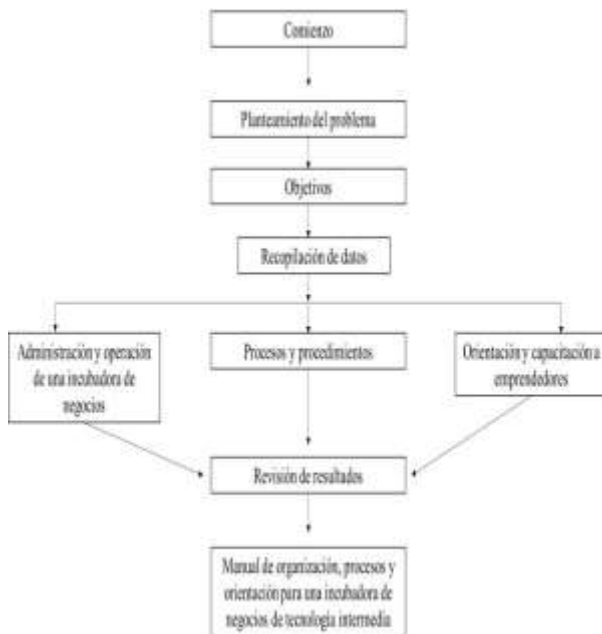 Comienzo
Planteamiento del problema
Objetivos
Recopilación de datos
Administración y operación
de una incubadora de
negocios
Procesos y procedimientos
Orientación y capacitación a
emprendedores
Revisión de resultados
Manual de organización, procesos y
orientación para una incubadora de
negocios de tecnología intermedia